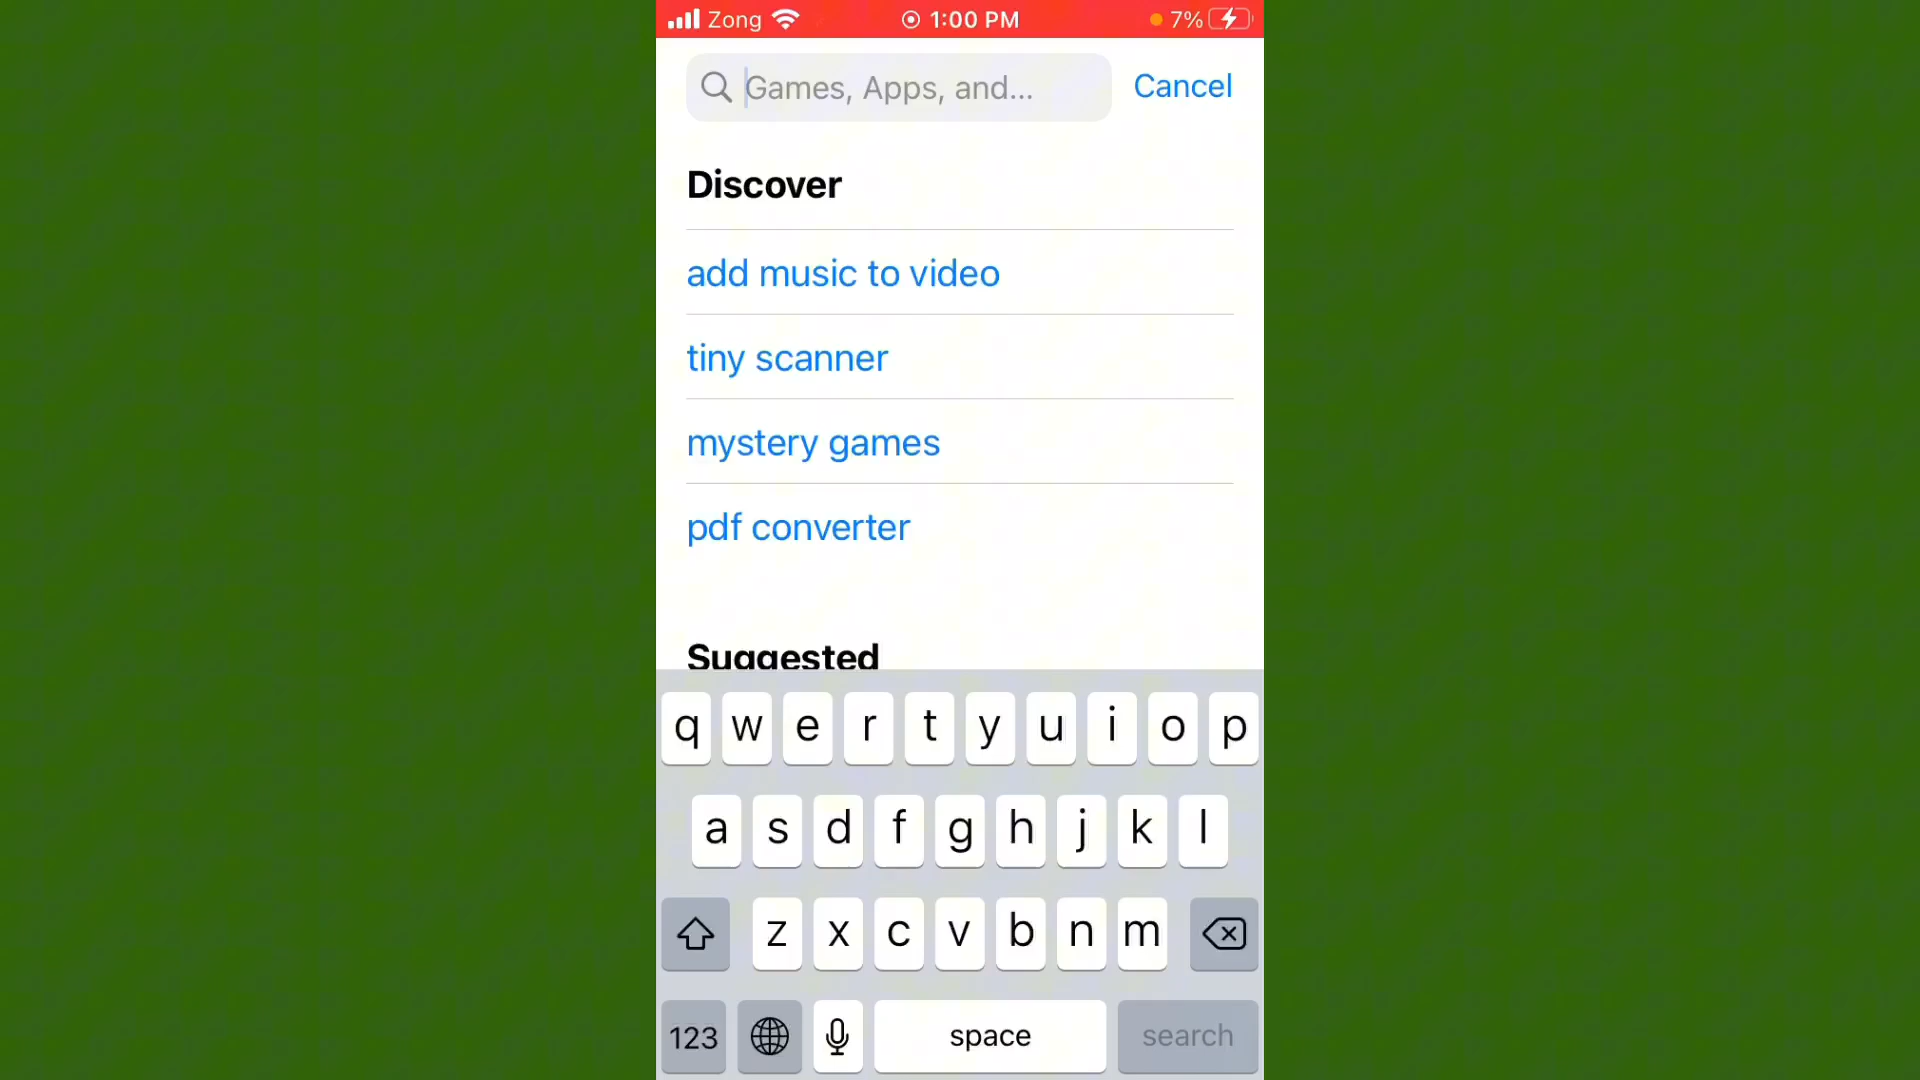 Zong 1:00 PM 7%
Games, Apps, and... Cancel
Discover
add music to video
tiny scanner
mystery games
pdf converter
Suggested
q w e r t y u i o p
a s d f g h j k l
z x c v b n m
123 space search